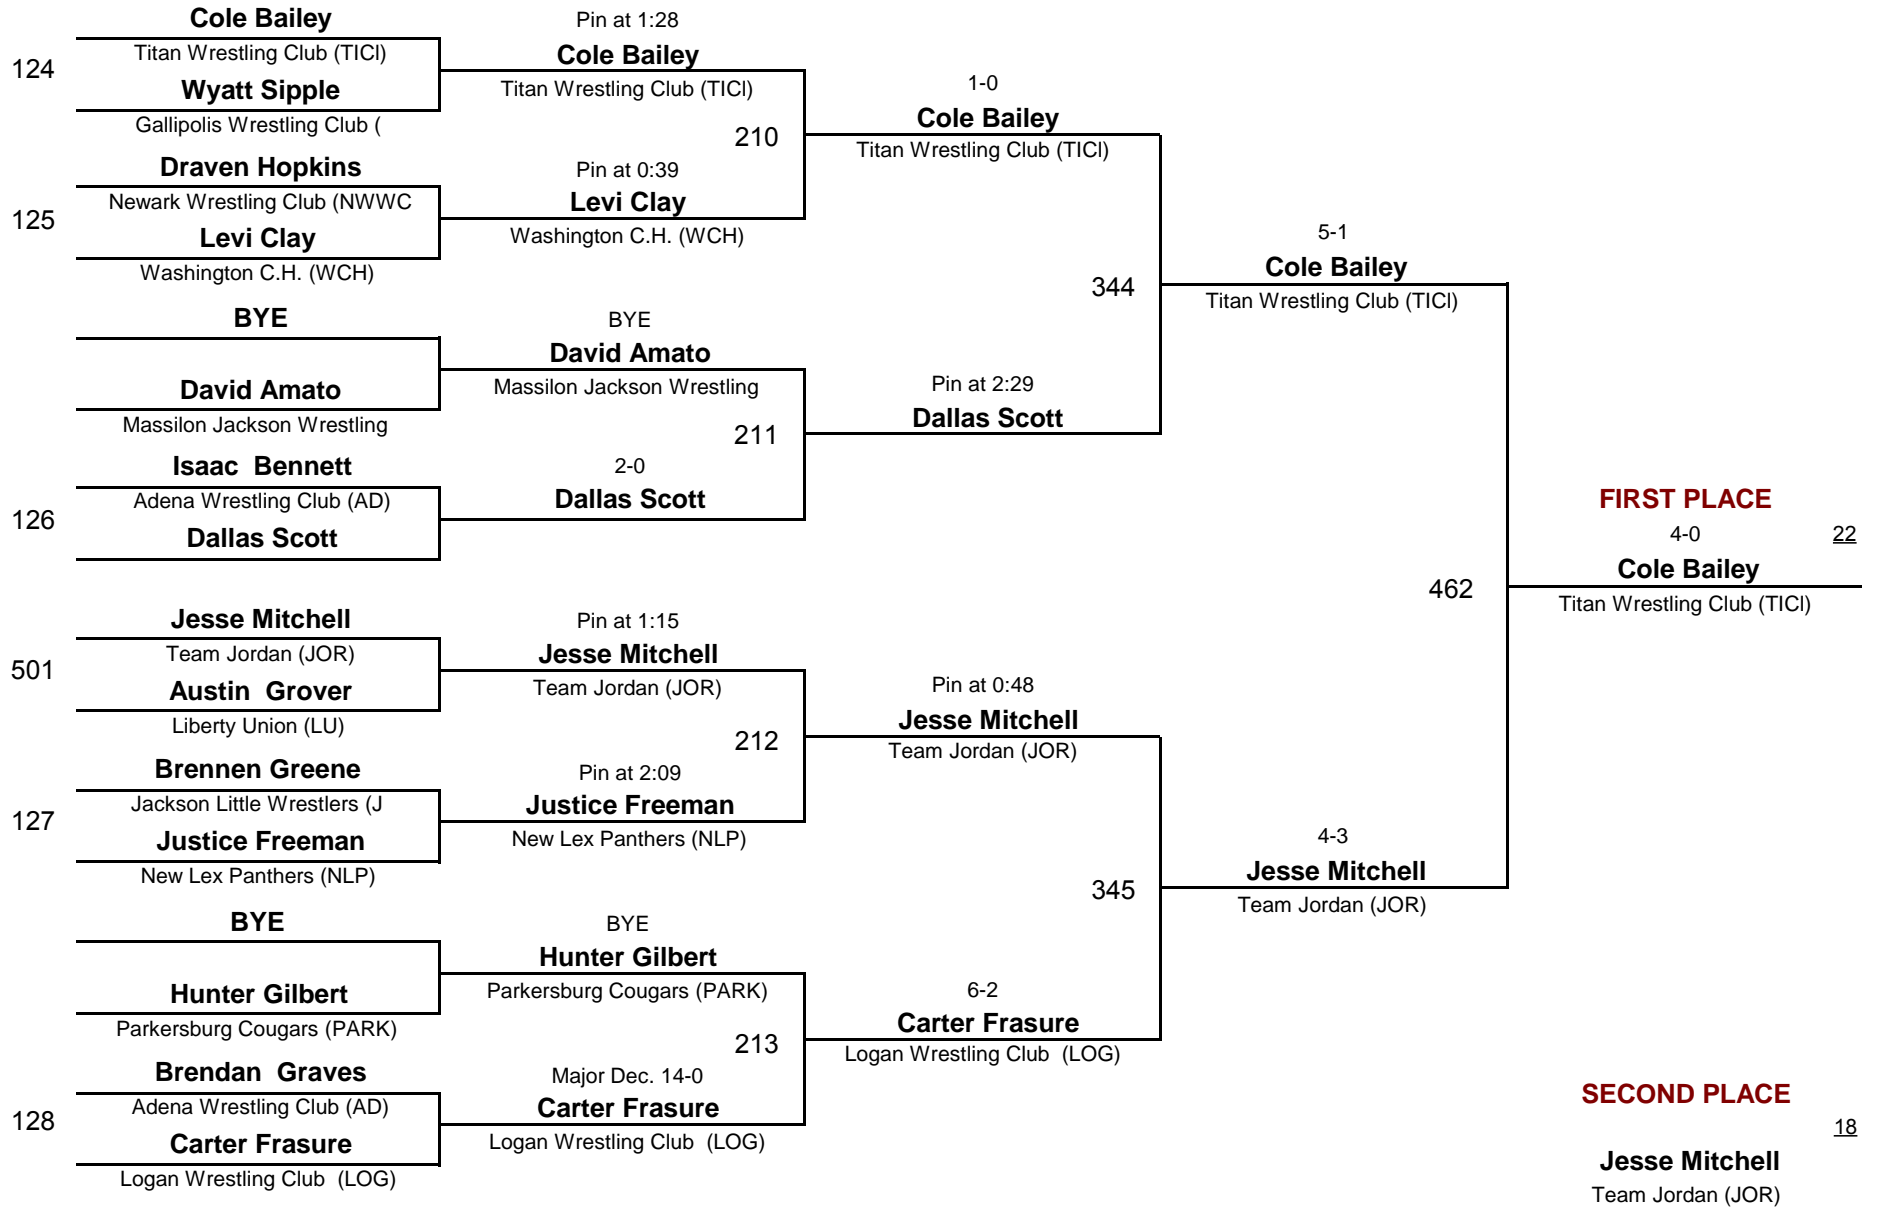 Cole Bailey
Titan Wrestling Club (TICl)
124
Wyatt Sipple
Gallipolis Wrestling Club (
Draven Hopkins
Newark Wrestling Club (NWWC
125
Levi Clay
Washington C.H. (WCH)
BYE
David Amato
Massilon Jackson Wrestling
Isaac  Bennett
Adena Wrestling Club (AD)
126
Dallas Scott
Jesse Mitchell
Team Jordan (JOR)
501
Austin  Grover
Liberty Union (LU)
Brennen Greene
Jackson Little Wrestlers (J
127
Justice Freeman
New Lex Panthers (NLP)
BYE
Hunter Gilbert
Parkersburg Cougars (PARK)
Brendan  Graves
Adena Wrestling Club (AD)
128
Carter Frasure
Logan Wrestling Club  (LOG)
Pin at 1:28
Cole Bailey
Titan Wrestling Club (TICl)
210
Pin at 0:39
Levi Clay
Washington C.H. (WCH)
BYE
David Amato
Massilon Jackson Wrestling
211
2-0
Dallas Scott
Pin at 1:15
Jesse Mitchell
Team Jordan (JOR)
212
Pin at 2:09
Justice Freeman
New Lex Panthers (NLP)
BYE
Hunter Gilbert
Parkersburg Cougars (PARK)
213
Major Dec. 14-0
Carter Frasure
Logan Wrestling Club  (LOG)
1-0
Cole Bailey
Titan Wrestling Club (TICl)
344
Pin at 2:29
Dallas Scott
Pin at 0:48
Jesse Mitchell
Team Jordan (JOR)
345
6-2
Carter Frasure
Logan Wrestling Club  (LOG)
5-1
Cole Bailey
Titan Wrestling Club (TICl)
462
4-3
Jesse Mitchell
Team Jordan (JOR)
FIRST PLACE
4-0 22
Cole Bailey
Titan Wrestling Club (TICl)
SECOND PLACE
18
Jesse Mitchell
Team Jordan (JOR)